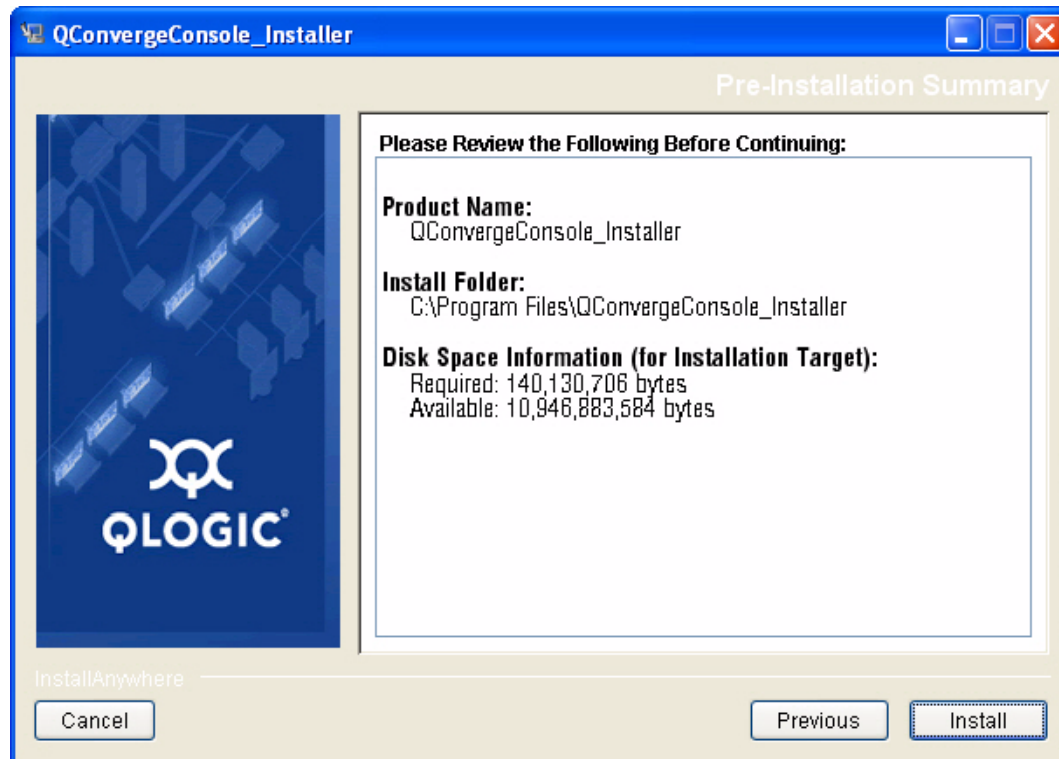 QConvergeConsole_Installer
Pre-Installation Summary
Please Review the Following Before Continuing:
Product Name:
QConvergeConsole_Installer
Install Folder:
C:\Program Files\QConvergeConsole_Installer
Disk Space Information (for Installation Target):
Required: 140,130,706 bytes
Available: 10,946,883,584 bytes
QLOGIC®
InstallAnywhere
Cancel
Previous
Install